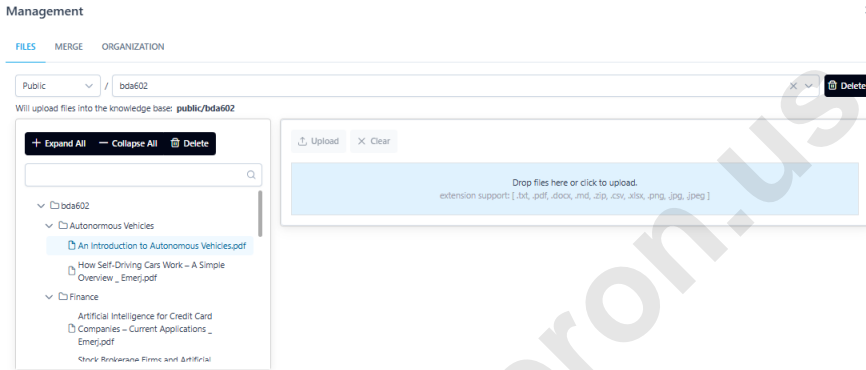 Management
FILES MERGE ORGANIZATION
Public / bda602
Delete
Will upload files into the knowledge base: public/bda602
Expand All Collapse All Delete
Upload Clear
Drop files here or click to upload.
extension support: [ .txt, .pdf, .docx, .md, .zip, .csv, .xlsx, .png, .jpg, .jpeg ]
bda602
Autonormous Vehicles
An Introduction to Autonomous Vehicles.pdf
How Self-Driving Cars Work – A Simple
Overview _ Emerj.pdf
Finance
Artificial Intelligence for Credit Card
Companies – Current Applications _
Emerj.pdf
Stock Brokerage Firms and Artificial
eron.us